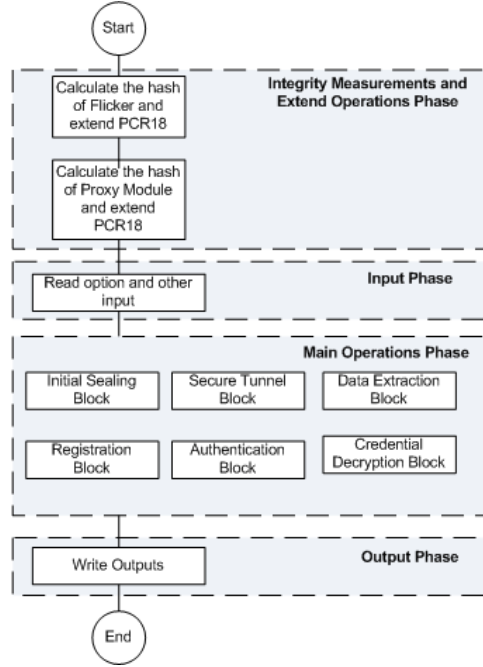 Start
Integrity Measurements and
Extend Operations Phase
Calculate the hash
of Flicker and
extend PCR18
Calculate the hash
of Proxy Module
and extend
PCR18
Input Phase
Read option and other
input
Main Operations Phase
Initial Sealing
Block
Secure Tunnel
Block
Data Extraction
Block
Registration
Block
Authentication
Block
Credential
Decryption Block
Output Phase
Write Outputs
End